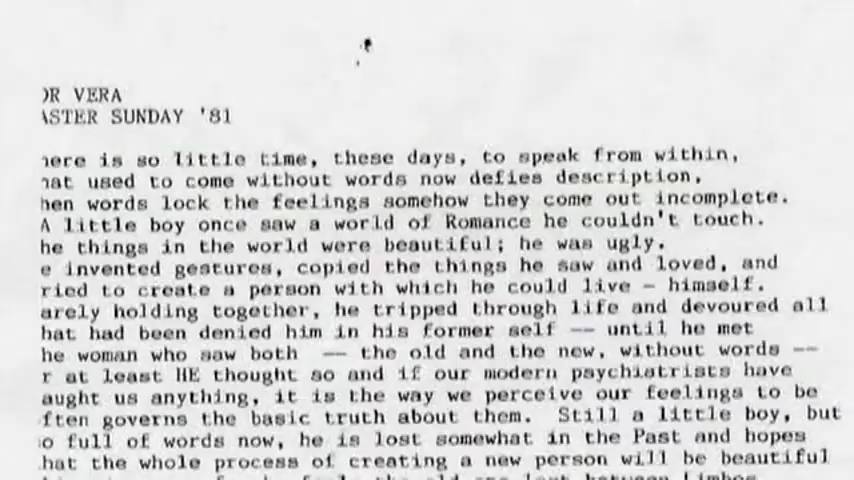 OR VERA
ASTER SUNDAY '81
here is so little time, these days, to speak from within,
hat used to come without words now defies description,
hen words lock the feelings somehow they come out incomplete.
A little boy once saw a world of Romance he couldn't touch.
he things in the world were beautiful; he was ugly.
e invented gestures, copied the things he saw and loved, and
ried to create a person with which he could live - himself.
arely holding together, he tripped through life and devoured all
hat had been denied him in his former self -- until he met
he woman who saw both -- the old and the new, without words --
r at least HE thought so and if our modern psychiatrists have
aught us anything, it is the way we perceive our feelings to be
ften governs the basic truth about them. Still a little boy, but
o full of words now, he is lost somewhat in the Past and hopes
hat the whole process of creating a new person will be beautiful
the old one lost between Limbos